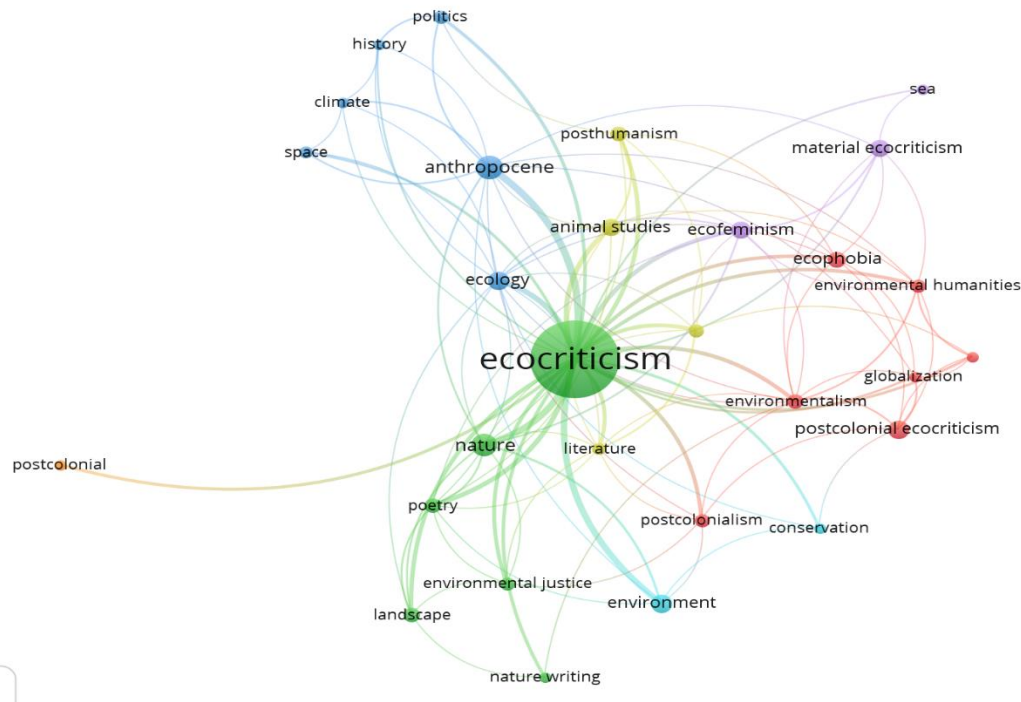 politics
history
sea
climate
posthumanism
material ecocriticism
space
anthropocene
animal studies
ecofeminism
ecophobia
ecology
environmental humanities
ecocriticism
globalization
environmentalism
postcolonial ecocriticism
nature
literature
postcolonial
poetry
postcolonialism
conservation
environmental justice
environment
landscape
nature writing